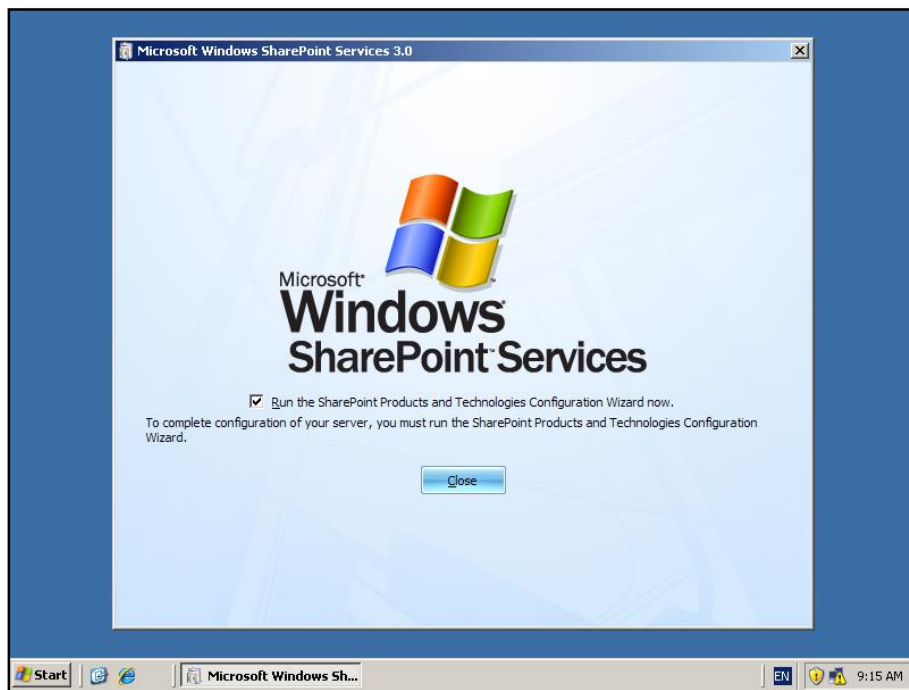 Microsoft Windows SharePoint Services 3.0
Microsoft®
Windows®
SharePoint™ Services
Run the SharePoint Products and Technologies Configuration Wizard now.
To complete configuration of your server, you must run the SharePoint Products and Technologies Configuration
Wizard.
Close
Start
Microsoft Windows Sh...
EN
9:15 AM